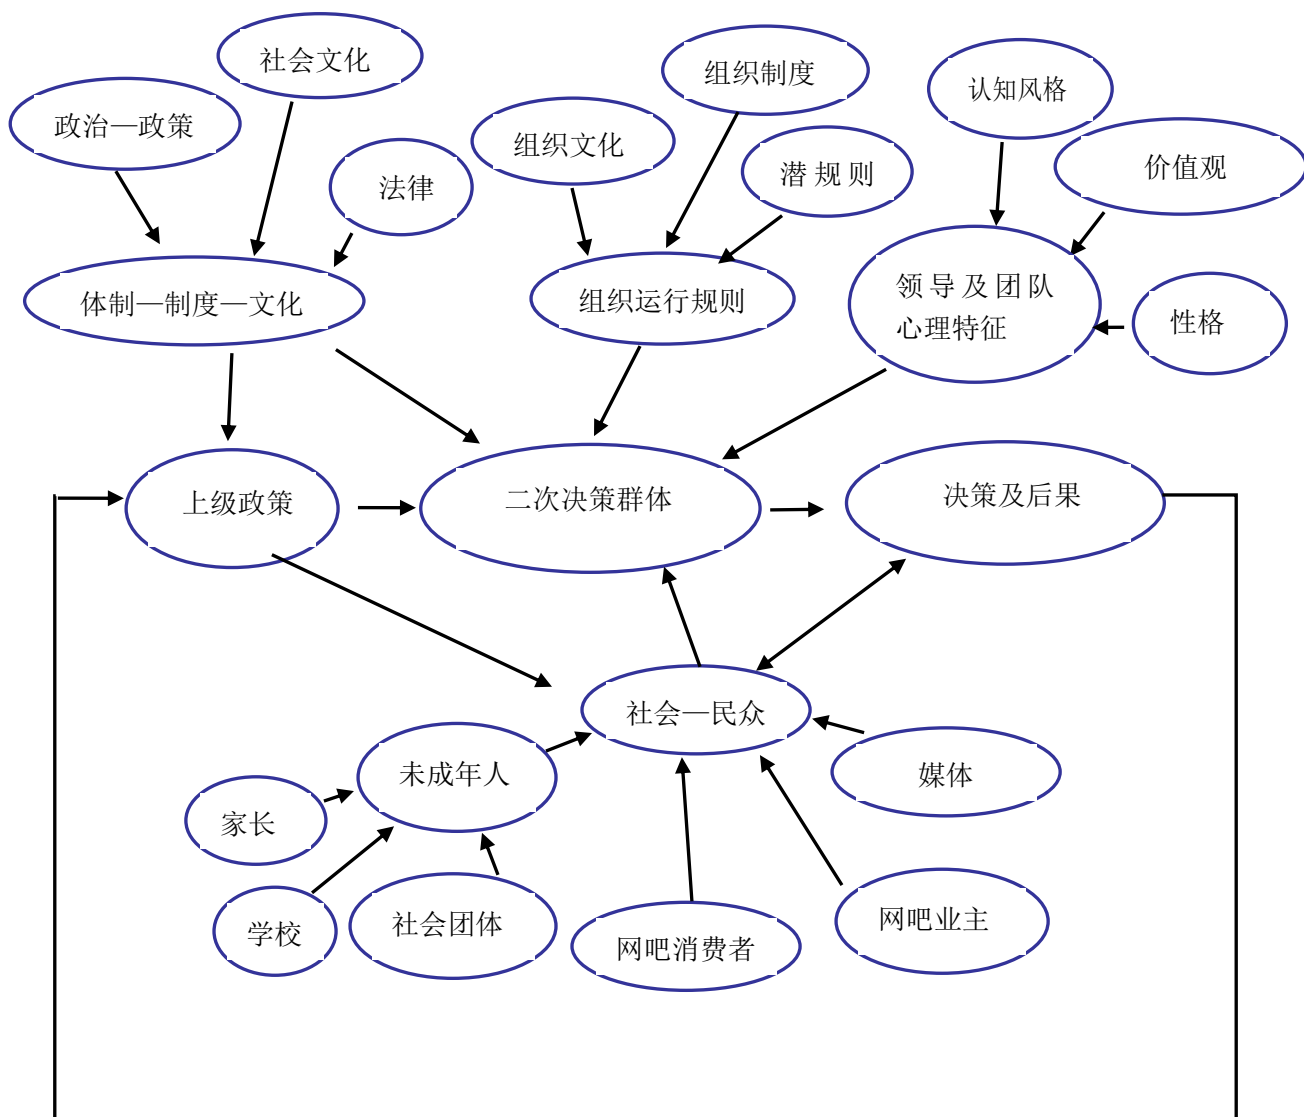 社会文化
组织制度
认知风格
政治—政策
组织文化
潜规则
价值观
法律
体制—制度—文化
组织运行规则
领导及团队
心理特征
性格
上级政策
二次决策群体
决策及后果
社会—民众
未成年人
媒体
家长
学校
社会团体
网吧消费者
网吧业主